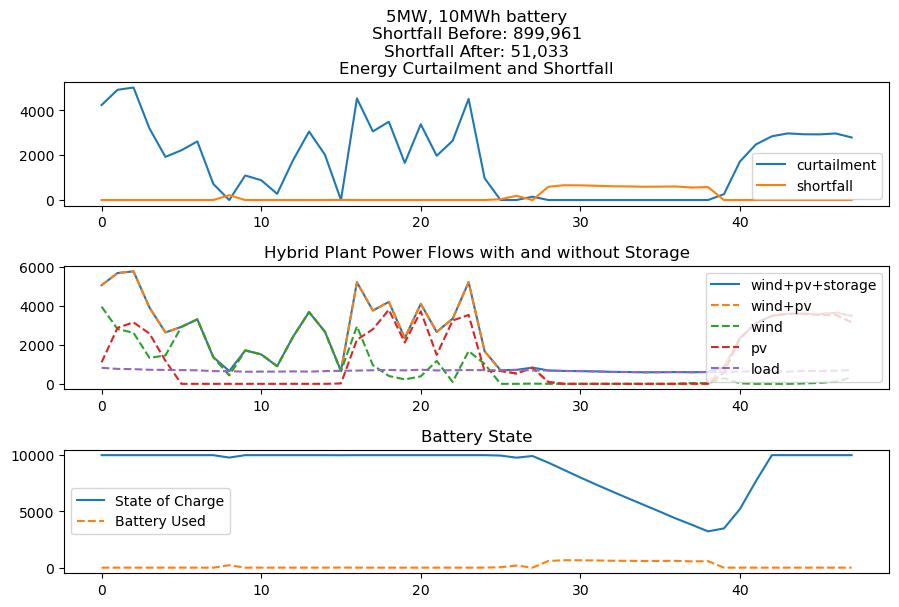 5MW, 10MWh battery
Shortfall Before: 899,961
Shortfall After: 51,033
Energy Curtailment and Shortfall
4000
2000
0
curtailment
shortfall
0 10 20 30 40
Hybrid Plant Power Flows with and without Storage
6000
4000
2000
0
wind+pv+storage
wind+pv
wind
pv
load
0 10 20 30 40
Battery State
10000
5000
0
State of Charge
Battery Used
0 10 20 30 40